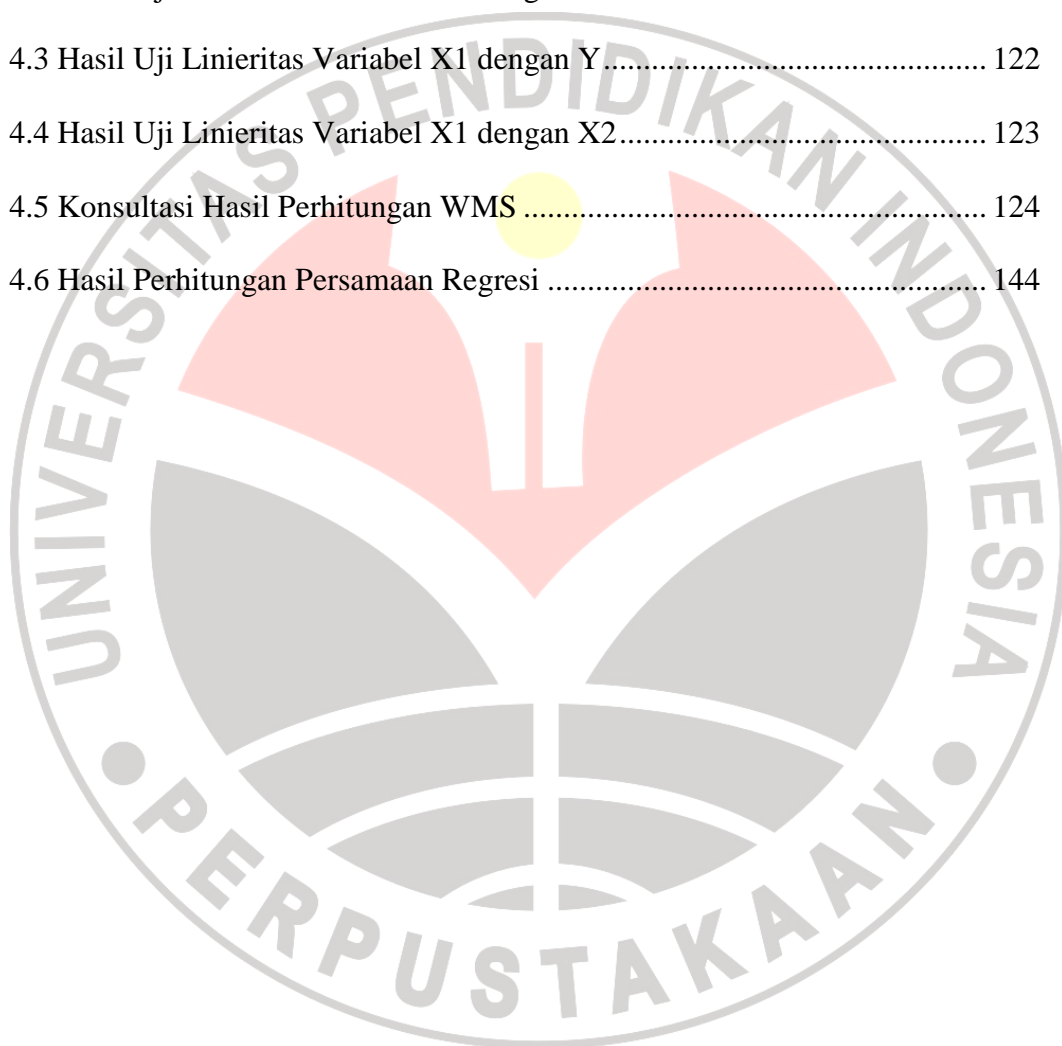 4.3 Hasil Uji Linieritas Variabel X1 dengan Y............................................... 122
4.4 Hasil Uji Linieritas Variabel X1 dengan X2............................................. 123
4.5 Konsultasi Hasil Perhitungan WMS ......................................................... 124
4.6 Hasil Perhitungan Persamaan Regresi ...................................................... 144
UNIVERSITAS PENDIDIKAN INDONESIA
PERPUSTAKAAN